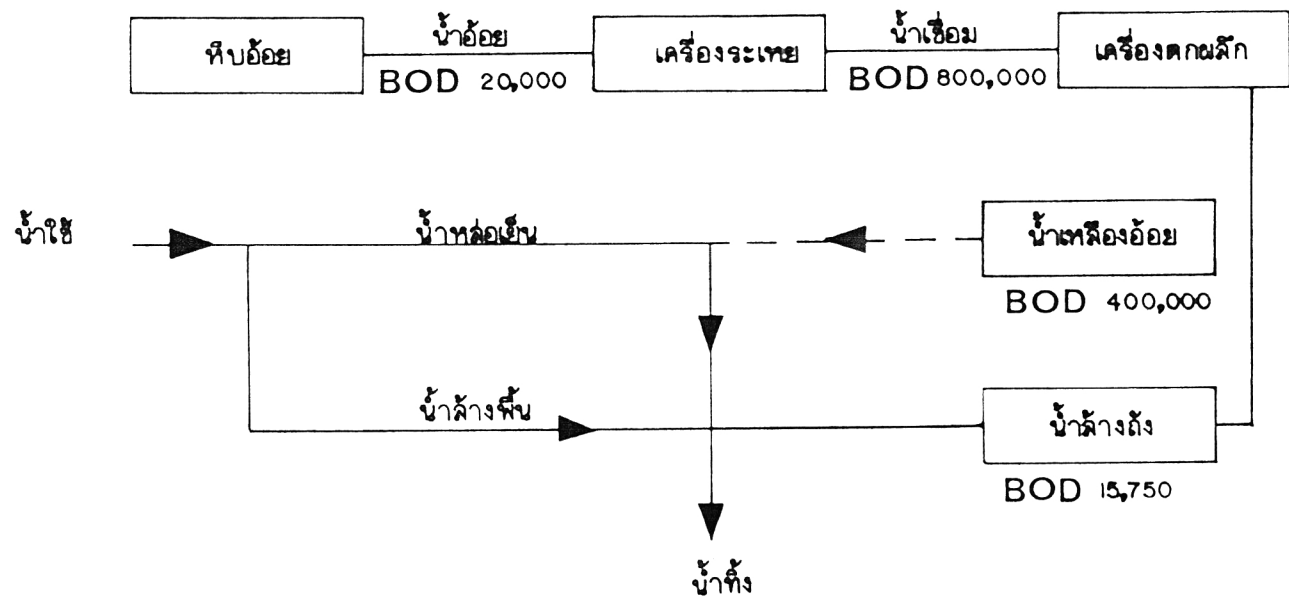 หีบอ้อย
น้ำอ้อย
BOD 20,000
เครื่องระเหย
น้ำเชื่อม
BOD 800,000
เครื่องตกผลึก
น้ำใช้
น้ำหล่อเย็น
น้ำเหลืองอ้อย
BOD 400,000
น้ำล้างพื้น
น้ำล้างถัง
BOD 15,750
น้ำทิ้ง